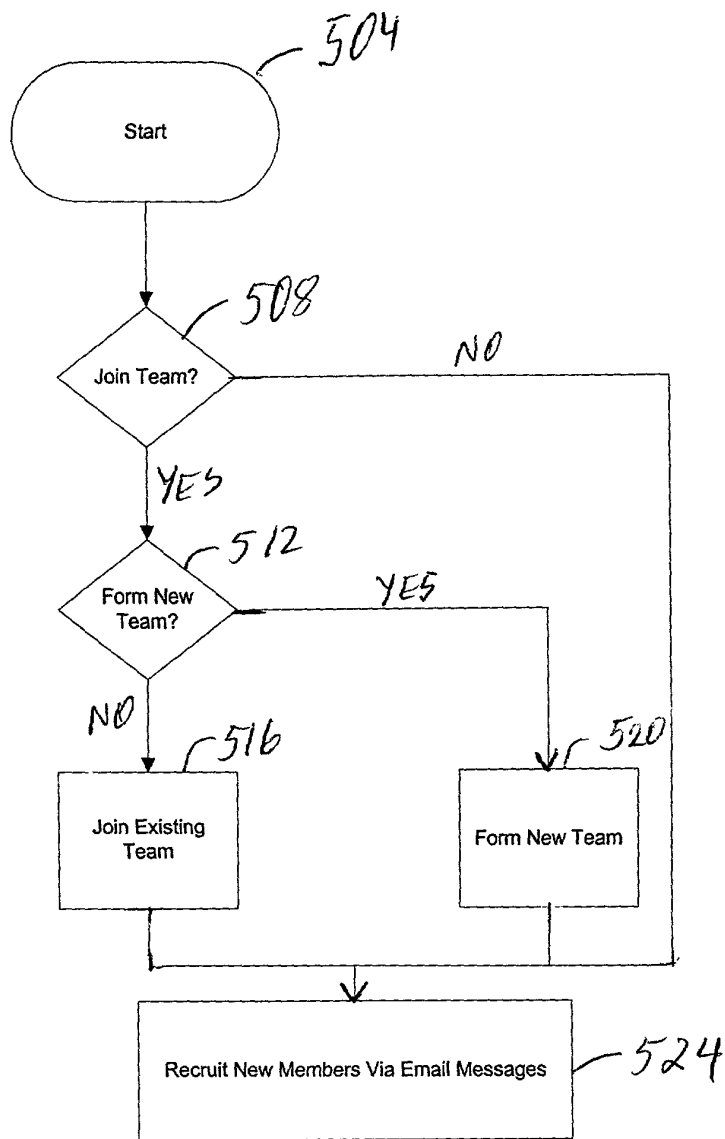 504
Start
508
Join Team?
NO
YES
512
Form New
Team?
YES
NO
516
520
Join Existing
Team
Form New Team
Recruit New Members Via Email Messages
524